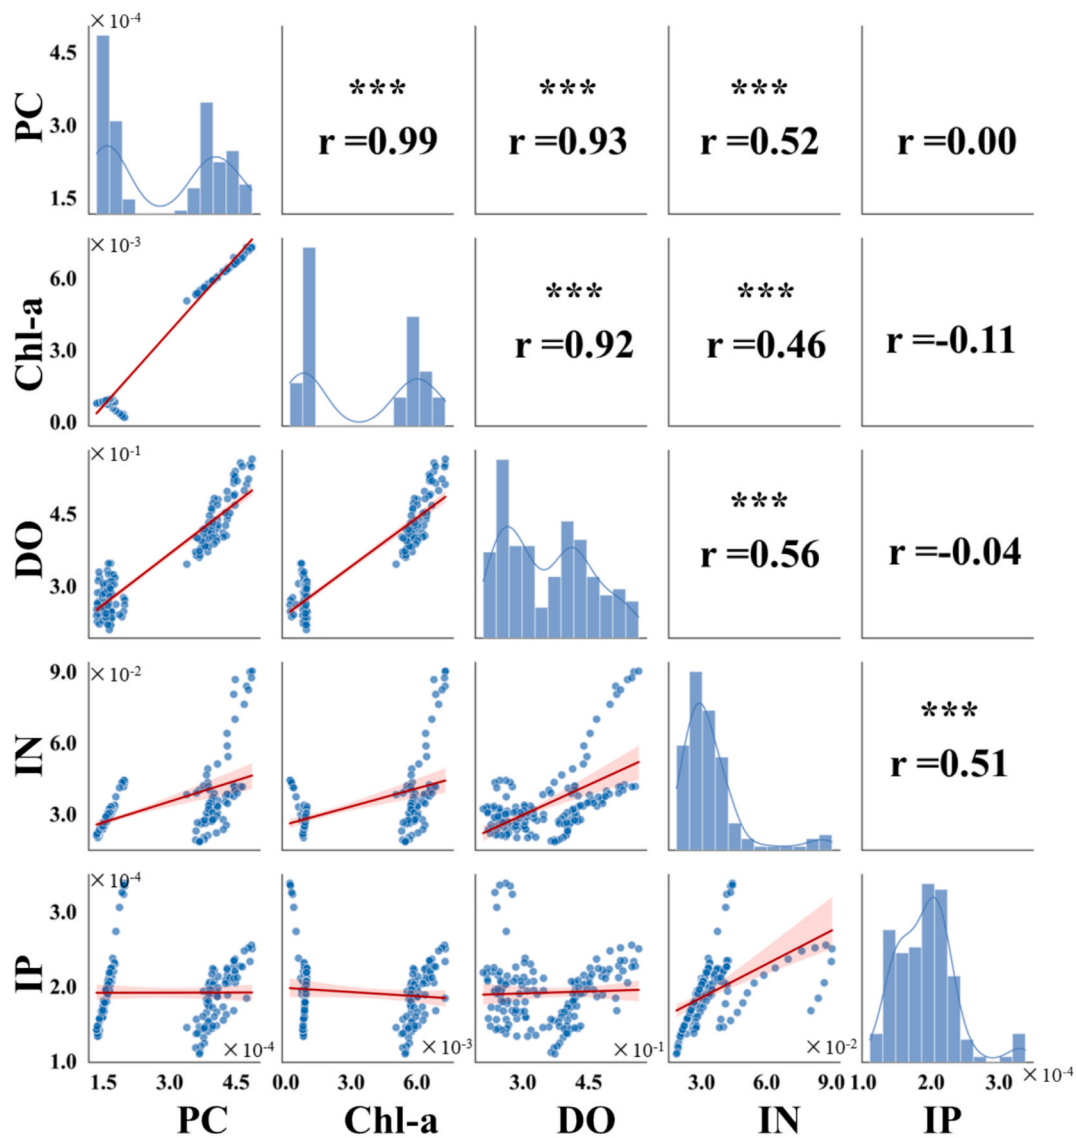 × 10-4
PC
4.5
3.0
1.5
***
r =0.99
***
r =0.93
***
r =0.52
r =0.00
× 10-3
Chl-a
6.0
3.0
0.0
***
r =0.92
***
r =0.46
r =-0.11
× 10-1
DO
4.5
3.0
***
r =0.56
r =-0.04
× 10-2
IN
9.0
6.0
3.0
***
r =0.51
× 10-4
IP
3.0
2.0
1.0
× 10-4
× 10-3
× 10-1
× 10-2
1.5 3.0 4.5
0.0 3.0 6.0
3.0 4.5
3.0 6.0 9.0
1.0 2.0 3.0 × 10-4
PC Chl-a DO IN IP